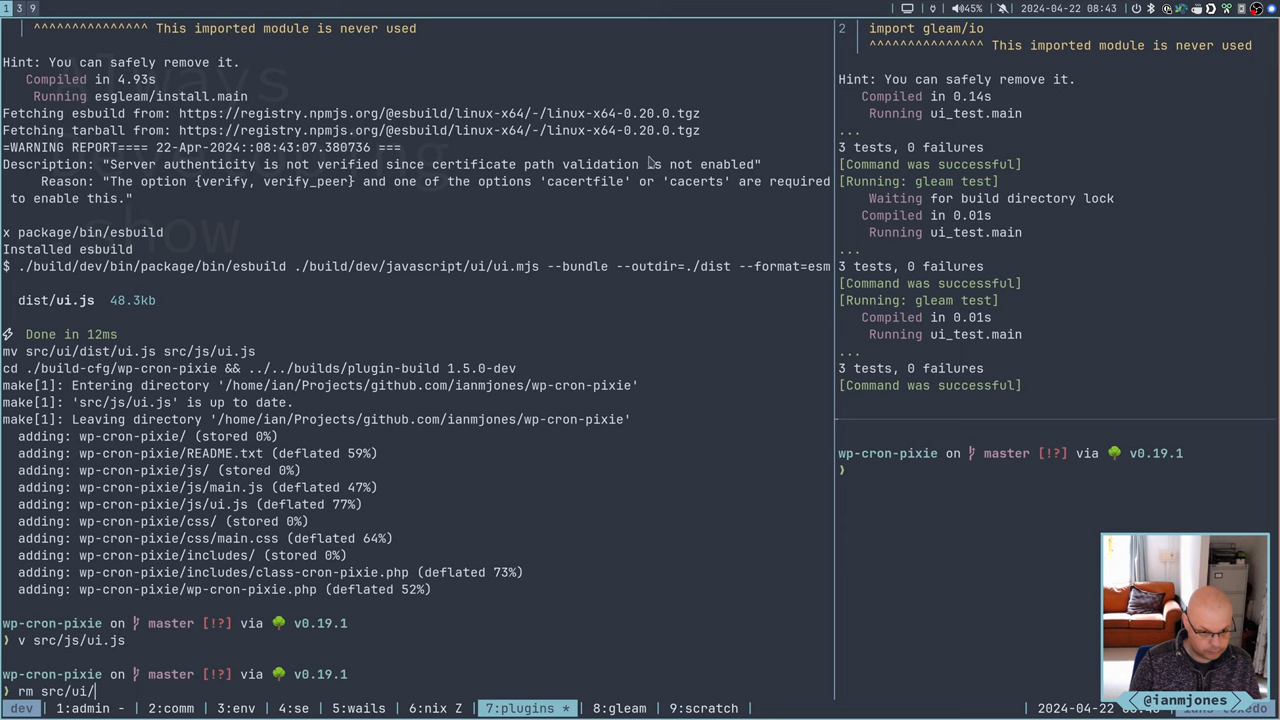 1 3 9
45%
2024-04-22 08:43
^^^^^^^^^^^^^^^ This imported module is never used
Hint: You can safely remove it.
Compiled in 4.93s
Running esgleam/install.main
Fetching esbuild from: https://registry.npmjs.org/@esbuild/linux-x64/-/linux-x64-0.20.0.tgz
Fetching tarball from: https://registry.npmjs.org/@esbuild/linux-x64/-/linux-x64-0.20.0.tgz
=WARNING REPORT==== 22-Apr-2024::08:43:07.380736 ===
Description: "Server authenticity is not verified since certificate path validation is not enabled"
Reason: "The option {verify, verify_peer} and one of the options 'cacertfile' or 'cacerts' are required
to enable this."
x package/bin/esbuild
Installed esbuild
$ ./build/dev/bin/package/bin/esbuild ./build/dev/javascript/ui/ui.mjs --bundle --outdir=./dist --format=esm
dist/ui.js 48.3kb
Done in 12ms
mv src/ui/dist/ui.js src/js/ui.js
cd ./build-cfg/wp-cron-pixie && ../../builds/plugin-build 1.5.0-dev
make[1]: Entering directory '/home/ian/Projects/github.com/ianmjones/wp-cron-pixie'
make[1]: 'src/js/ui.js' is up to date.
make[1]: Leaving directory '/home/ian/Projects/github.com/ianmjones/wp-cron-pixie'
adding: wp-cron-pixie/ (stored 0%)
adding: wp-cron-pixie/README.txt (deflated 59%)
adding: wp-cron-pixie/js/ (stored 0%)
adding: wp-cron-pixie/js/main.js (deflated 47%)
adding: wp-cron-pixie/js/ui.js (deflated 77%)
adding: wp-cron-pixie/css/ (stored 0%)
adding: wp-cron-pixie/css/main.css (deflated 64%)
adding: wp-cron-pixie/includes/ (stored 0%)
adding: wp-cron-pixie/includes/class-cron-pixie.php (deflated 73%)
adding: wp-cron-pixie/wp-cron-pixie.php (deflated 52%)
wp-cron-pixie on master [!?] via v0.19.1
❯ v src/js/ui.js
wp-cron-pixie on master [!?] via v0.19.1
❯ rm src/ui/
2 import gleam/io
^^^^^^^^^^^^^^^ This imported module is never used
Hint: You can safely remove it.
Compiled in 0.14s
Running ui_test.main
...
3 tests, 0 failures
[Command was successful]
[Running: gleam test]
Waiting for build directory lock
Compiled in 0.01s
Running ui_test.main
...
3 tests, 0 failures
[Command was successful]
[Running: gleam test]
Compiled in 0.01s
Running ui_test.main
...
3 tests, 0 failures
[Command was successful]
wp-cron-pixie on master [!?] via v0.19.1
❯
@ianmjones
dev 1:admin - 2:comm 3:env 4:se 5:wails 6:nix Z 7:plugins * 8:gleam 9:scratch
2024-04-22